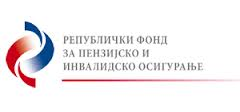 РЕПУБЛИЧКИ ФОНД
ЗА ПЕНЗИЈСКО И
ИНВАЛИДСКО ОСИГУРАЊЕ